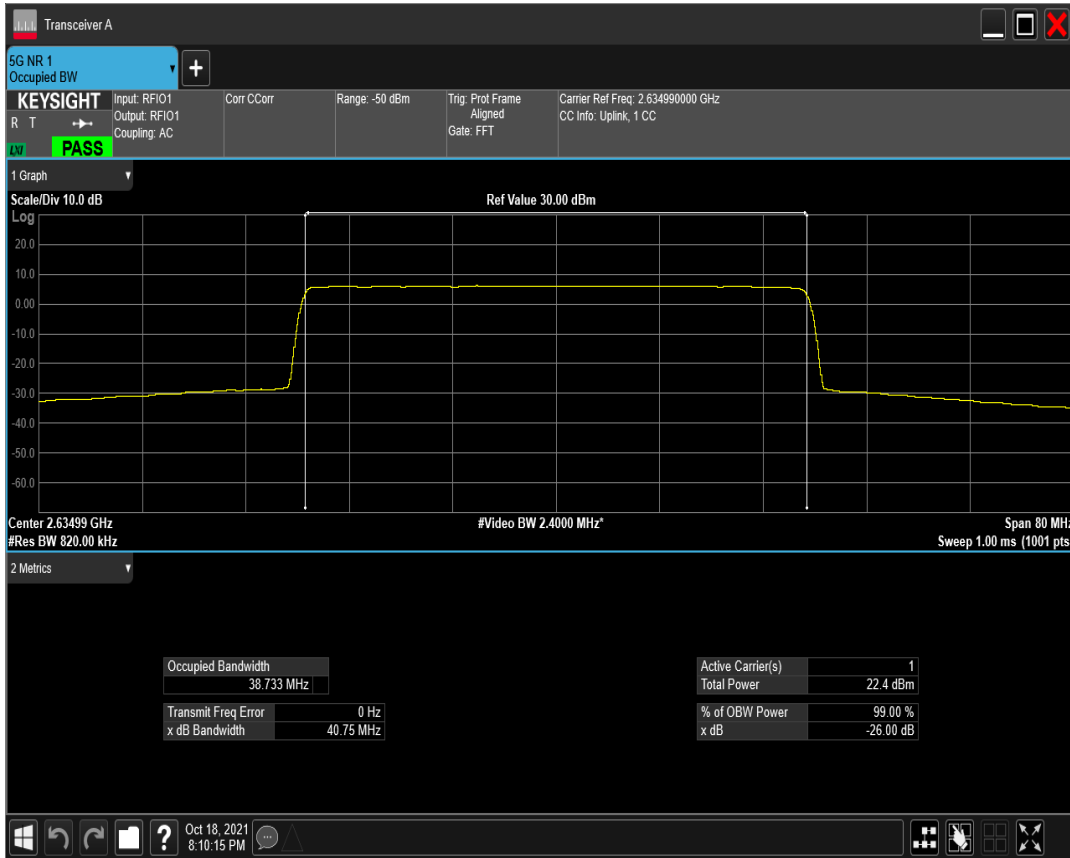 Transceiver A
5G NR 1
Occupied BW
KEYSIGHT
R T
LXI
PASS
Input: RFIO1
Output: RFIO1
Coupling: AC
Corr CCorr
Range: -50 dBm
Trig: Prot Frame
Aligned
Gate: FFT
Carrier Ref Freq: 2.634990000 GHz
CC Info: Uplink, 1 CC
1 Graph
Scale/Div 10.0 dB
Ref Value 30.00 dBm
Log
20.0
10.0
0.00
-10.0
-20.0
-30.0
-40.0
-50.0
-60.0
Center 2.63499 GHz
#Video BW 2.4000 MHz*
Span 80 MHz
#Res BW 820.00 kHz
Sweep 1.00 ms (1001 pts
2 Metrics
Occupied Bandwidth
38.733 MHz
Transmit Freq Error 0 Hz
x dB Bandwidth 40.75 MHz
Active Carrier(s) 1
Total Power 22.4 dBm
% of OBW Power 99.00 %
x dB -26.00 dB
?
Oct 18, 2021
8:10:15 PM